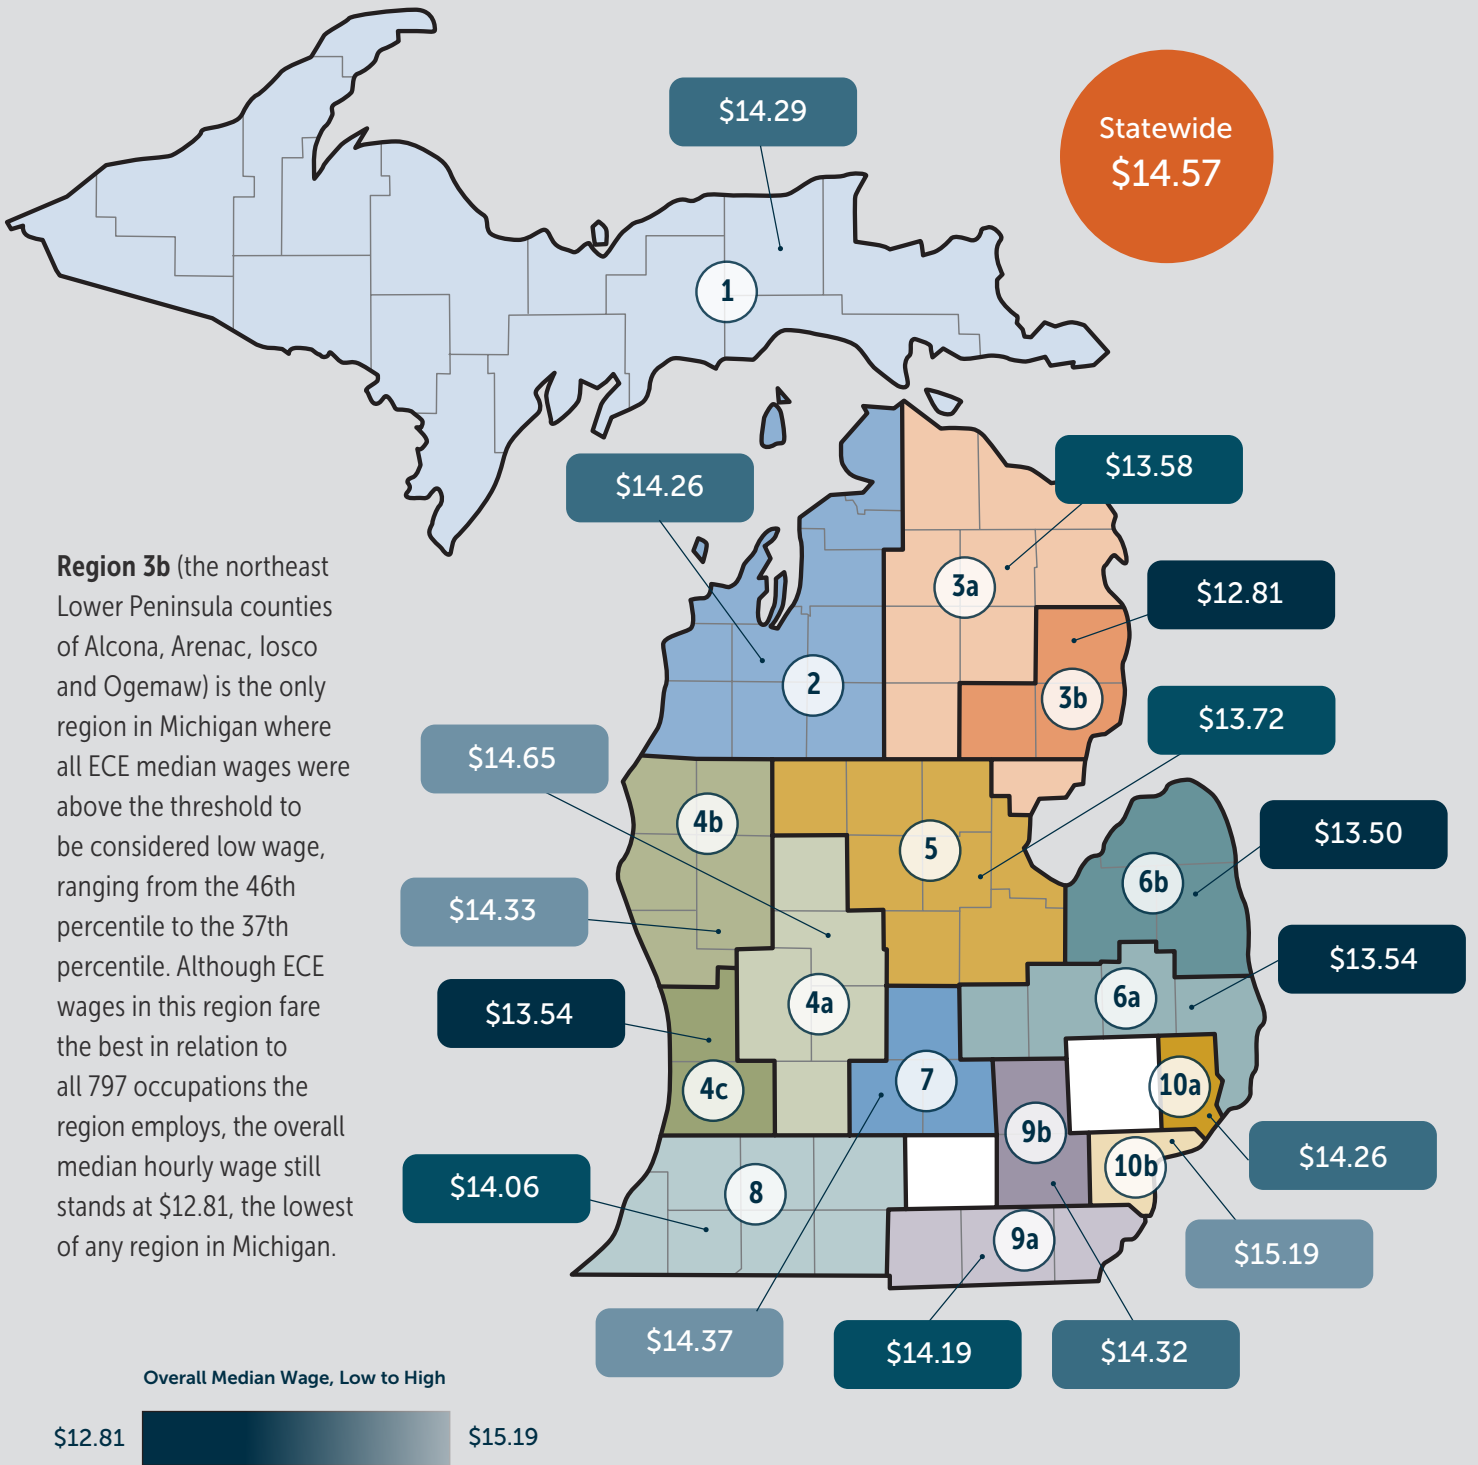 $14.29
Statewide
$14.57
1
$13.58
$14.26
3a
$12.81
2
3b
$13.72
Region 3b (the northeast
Lower Peninsula counties
of Alcona, Arenac, Iosco
and Ogemaw) is the only
region in Michigan where
all ECE median wages were
above the threshold to
be considered low wage,
ranging from the 46th
percentile to the 37th
percentile. Although ECE
wages in this region fare
the best in relation to
all 797 occupations the
region employs, the overall
median hourly wage still
stands at $12.81, the lowest
of any region in Michigan.
$14.65
4b
5
$13.50
6b
$14.33
$13.54
4a
6a
$13.54
4c
7
10a
9b
$14.26
10b
$14.06
8
9a
$15.19
$14.37
$14.19
$14.32
Overall Median Wage, Low to High
$12.81
$15.19